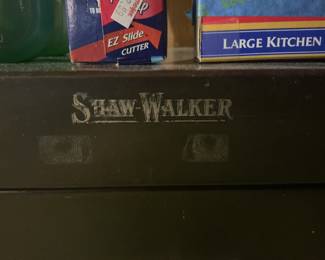 EZ Slide
CUTTER
LARGE KITCHEN
SHAW-WALKER